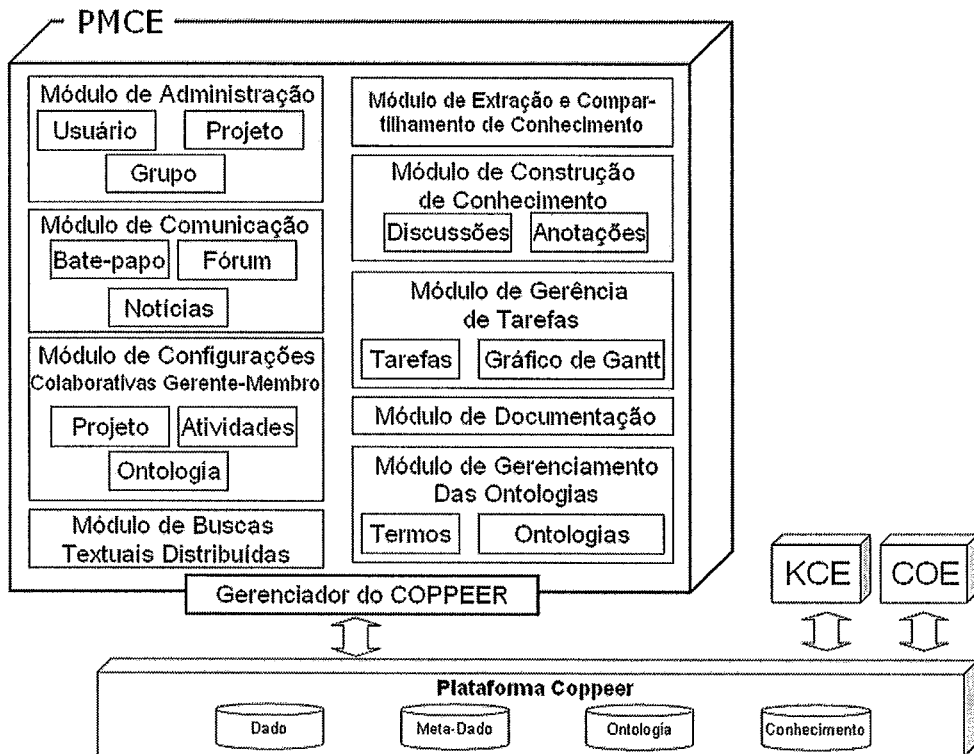 PMCE
Módulo de Administração
Usuário
Projeto
Grupo
Módulo de Comunicação
Bate-papo
Fórum
Notícias
Módulo de Configurações
Colaborativas Gerente-Membro
Projeto
Atividades
Ontologia
Módulo de Buscas
Textuais Distribuídas
Módulo de Extração e Compar-
tilhamento de Conhecimento
Módulo de Construção
de Conhecimento
Discussões
Anotações
Módulo de Gerência
de Tarefas
Tarefas
Gráfico de Gantt
Módulo de Documentação
Módulo de Gerenciamento
Das Ontologias
Termos
Ontologias
Gerenciador do COPPEER
KCE
COE
Plataforma Coppeer
Dado
Meta-Dado
Ontología
Conhecimento